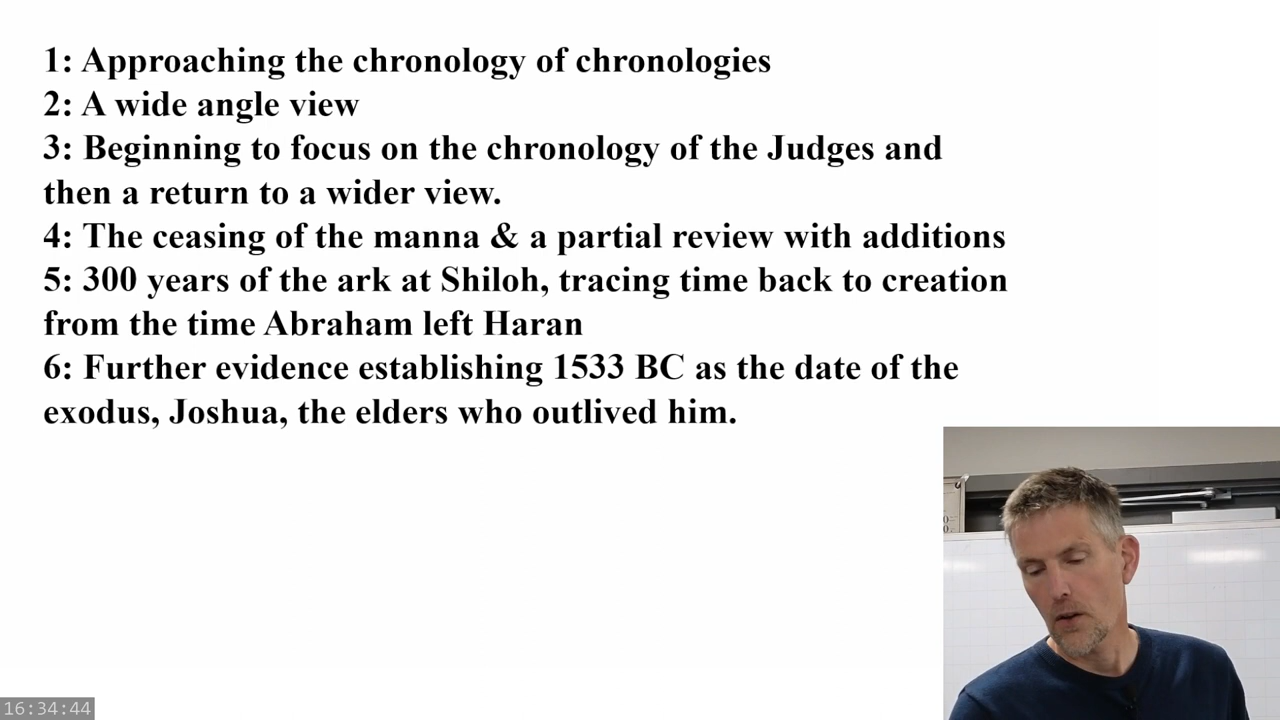 1: Approaching the chronology of chronologies
2: A wide angle view
3: Beginning to focus on the chronology of the Judges and
then a return to a wider view.
4: The ceasing of the manna & a partial review with additions
5: 300 years of the ark at Shiloh, tracing time back to creation
from the time Abraham left Haran
6: Further evidence establishing 1533 BC as the date of the
exodus, Joshua, the elders who outlived him.
16:34:44